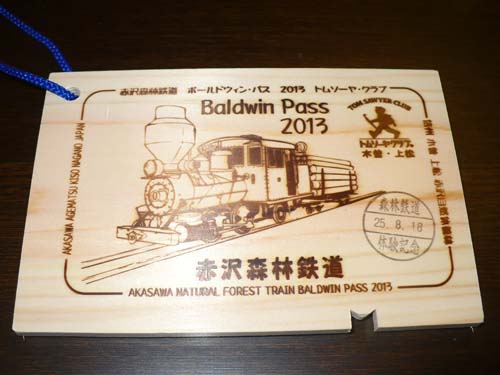 赤沢森林鉄道 ボールドウィン・パス 2013 トムソーヤ・クラブ
Baldwin Pass
2013
TOM SAWYER CLUB
トムソーヤクラブ
木曽・上松
AKASAWA AGEMATSU KISO NAGANO JAPAN
森林鉄道
25.8.18
体験記念
赤沢森林鉄道
AKASAWA NATURAL FOREST TRAIN BALDWIN PASS 2013